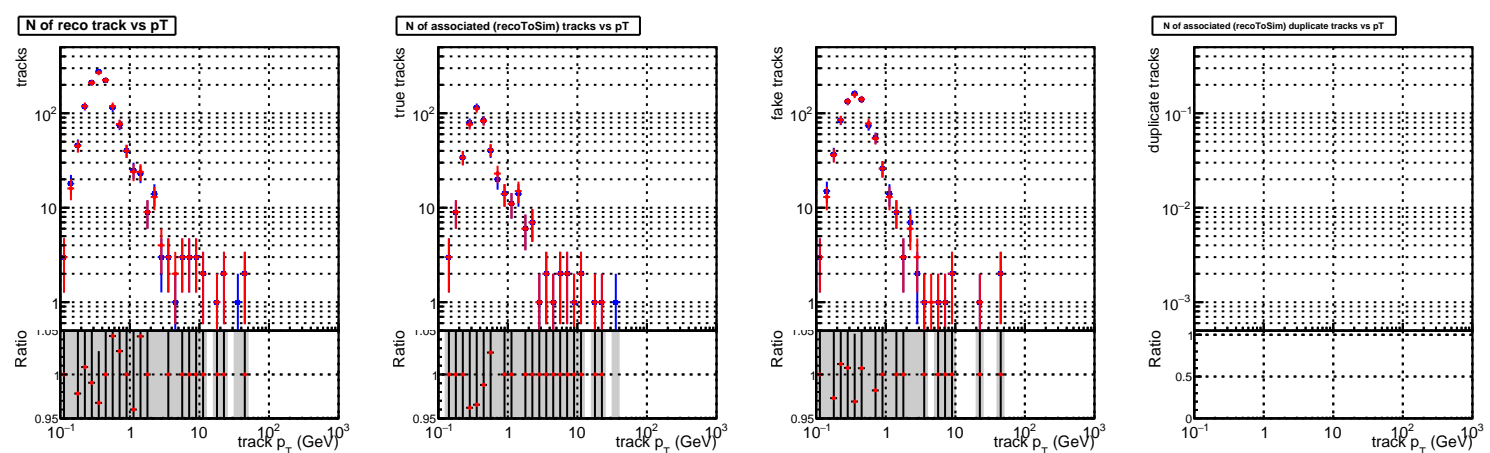 N of reco track vs pT
tracks
10²
10
1
Ratio
1.05
1
0.95
10⁻¹ 1 10 10² 10³
track p_T (GeV)
N of associated (recoToSim) tracks vs pT
true tracks
10²
10
1
Ratio
1.05
1
0.95
10⁻¹ 1 10 10² 10³
track p_T (GeV)
fake tracks
10²
10
1
Ratio
1.05
1
0.95
10⁻¹ 1 10 10² 10³
track p_T (GeV)
N of associated (recoToSim) duplicate tracks vs pT
duplicate tracks
10⁻¹
10⁻²
10⁻³
Ratio
1
0.5
0
10⁻¹ 1 10 10² 10³
track p_T (GeV)